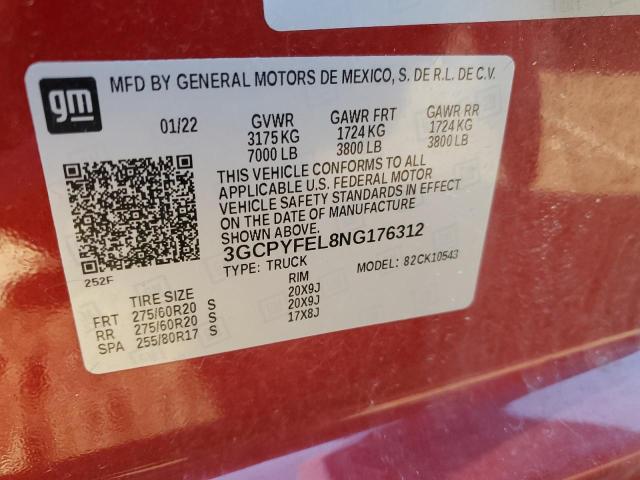 gm
MFD BY GENERAL MOTORS DE MEXICO, S. DE R.L. DE C.V.
01/22 GVWR GAWR FRT GAWR RR
3175 KG 1724 KG 1724 KG
7000 LB 3800 LB 3800 LB
THIS VEHICLE CONFORMS TO ALL
APPLICABLE U.S. FEDERAL MOTOR
VEHICLE SAFETY STANDARDS IN EFFECT
ON THE DATE OF MANUFACTURE
SHOWN ABOVE.
3GCPYFEL8NG176312
TYPE: TRUCK MODEL: 82CK10543
252F
TIRE SIZE RIM
FRT 275/60R20 S 20X9J
RR 275/60R20 S 20X9J
SPA 255/80R17 S 17X8J